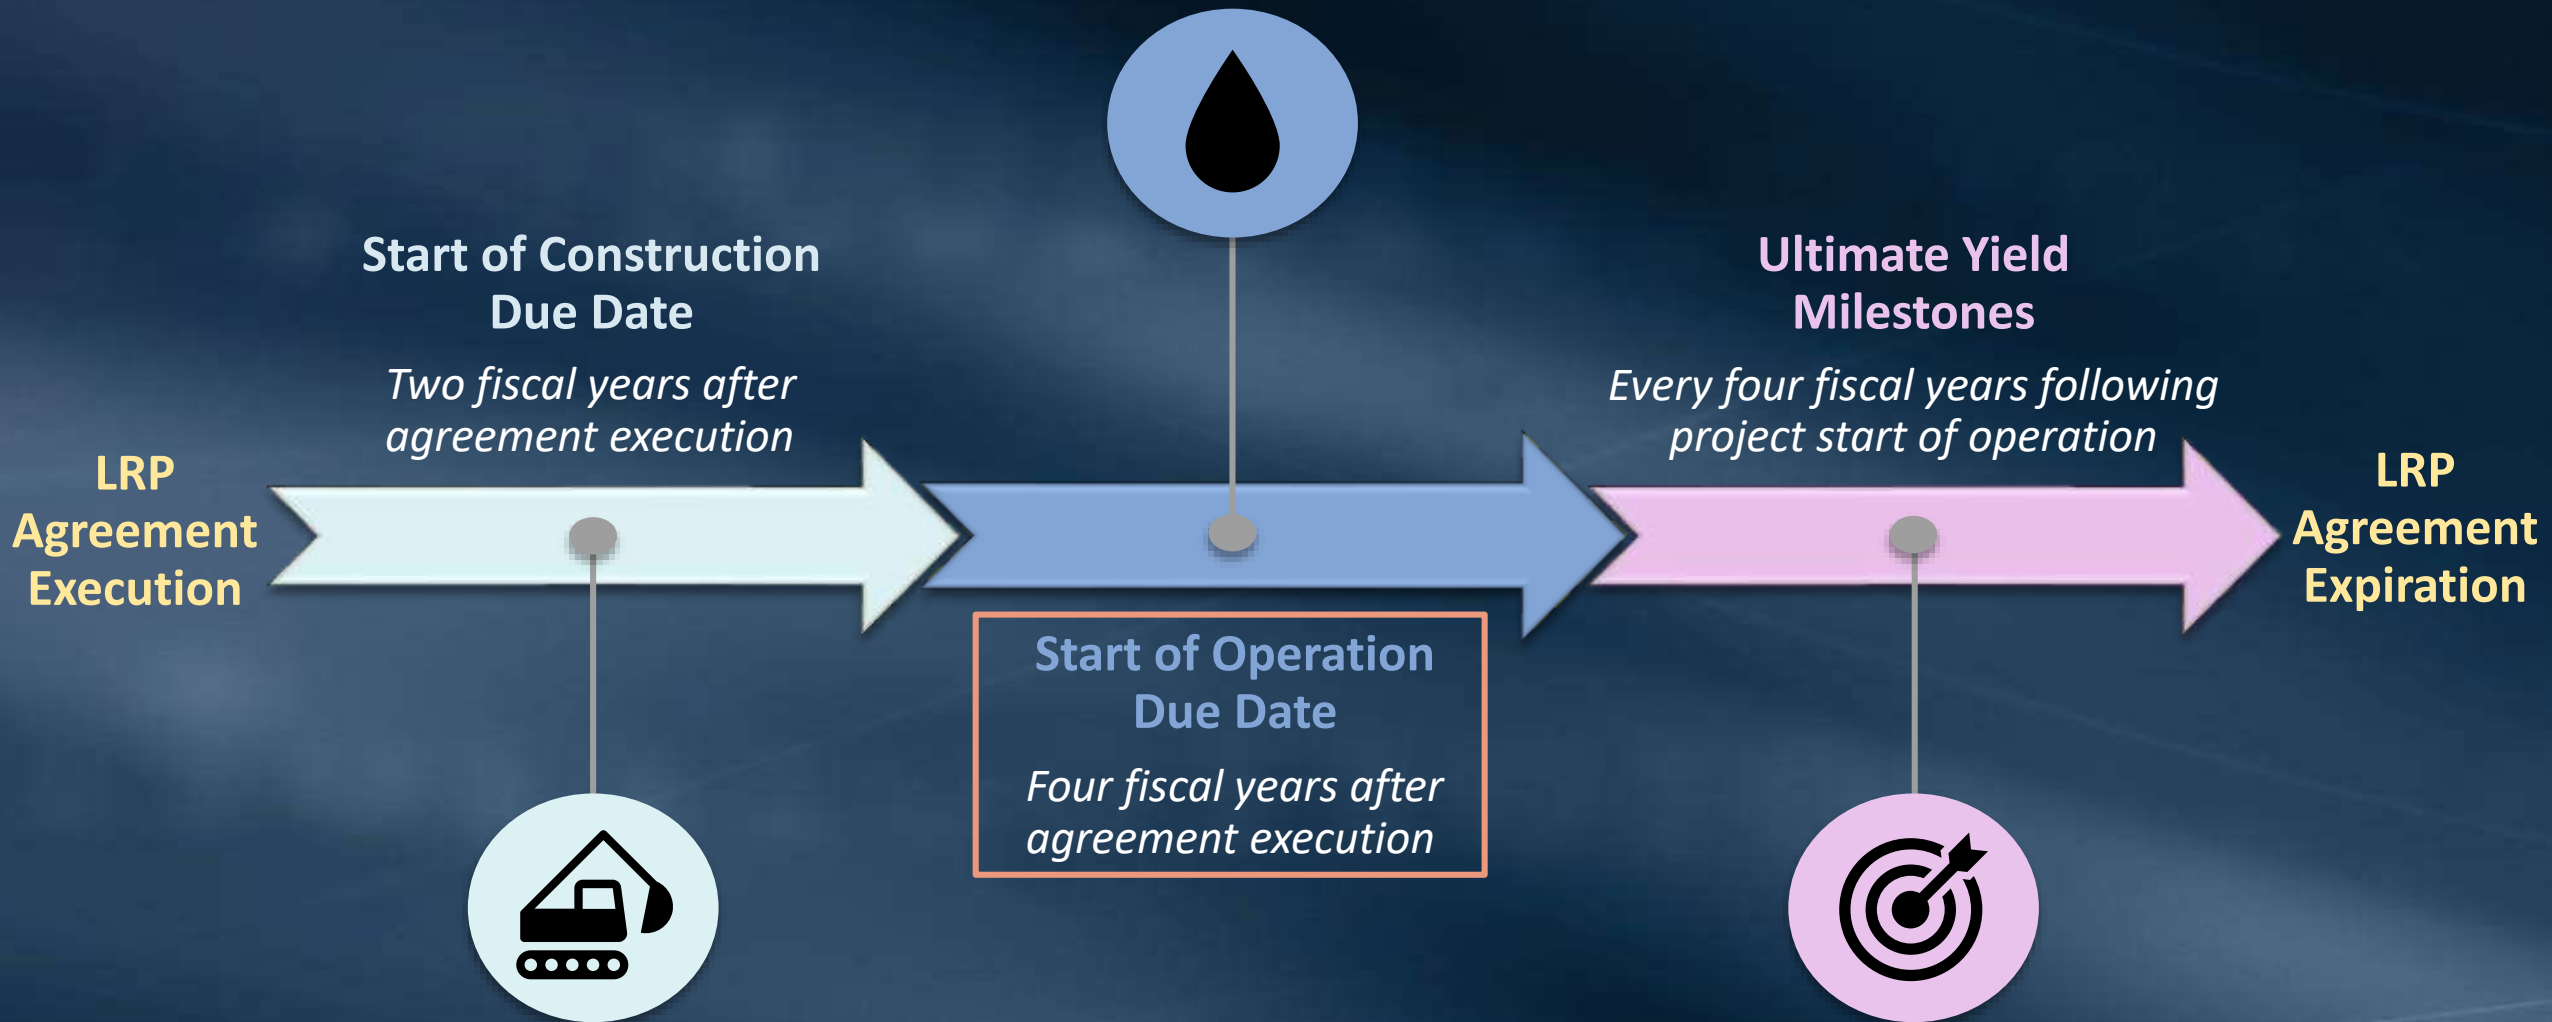 LRP
Agreement
Execution
Start of Construction
Due Date
Two fiscal years after
agreement execution
Start of Operation
Due Date
Four fiscal years after
agreement execution
Ultimate Yield
Milestones
Every four fiscal years following
project start of operation
LRP
Agreement
Expiration